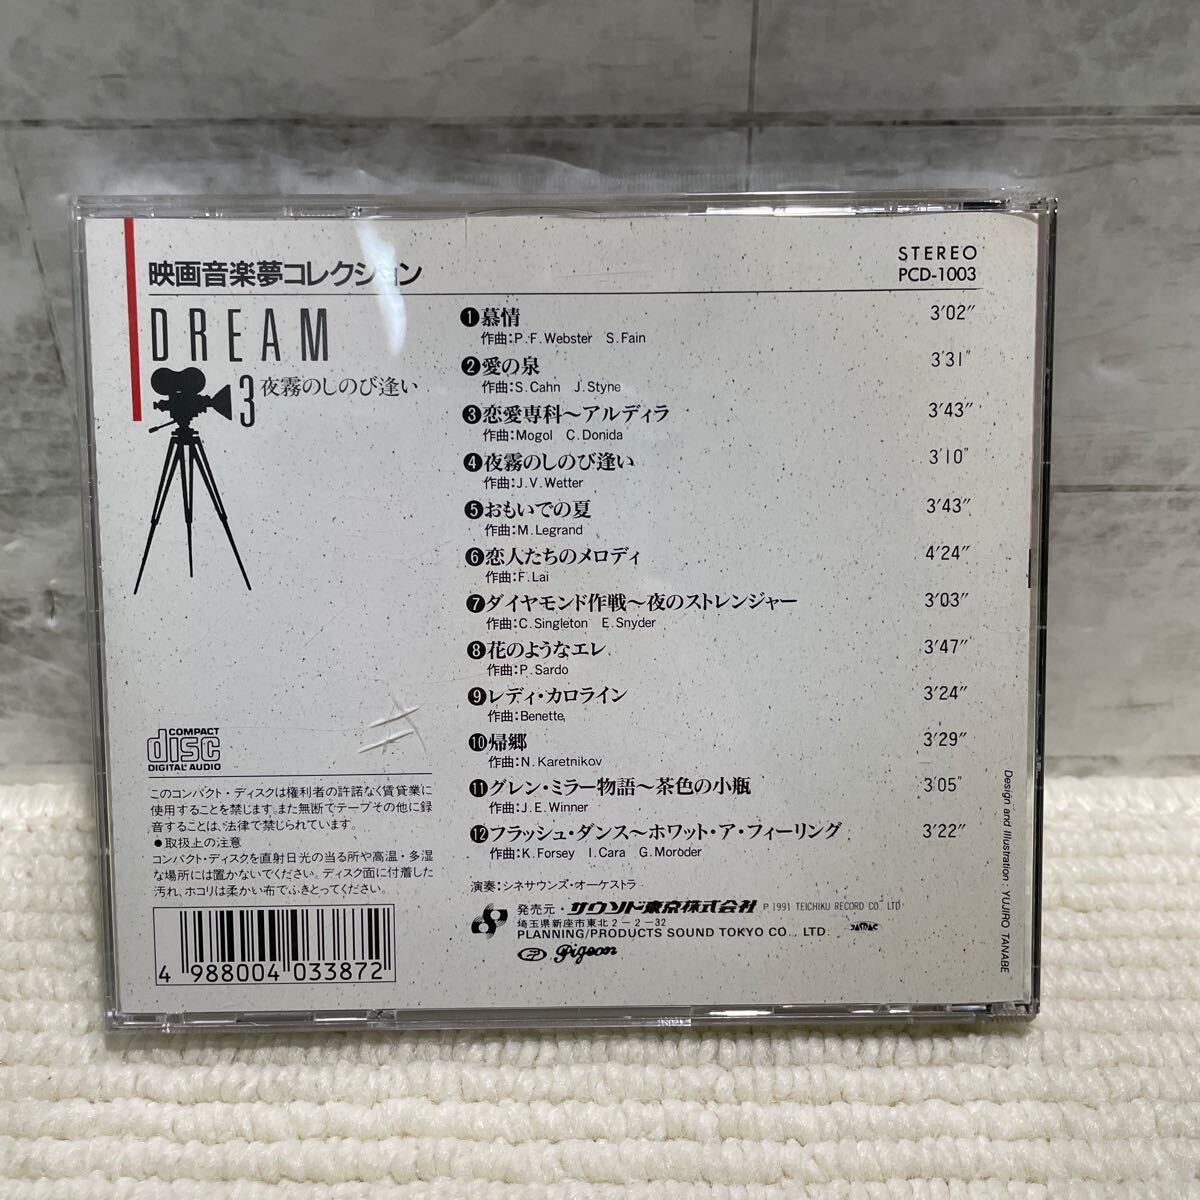 映画音楽夢コレクション
STEREO
PCD-1003
DREAM
3 夜霧のしのび逢い
❶慕情 3′02″
作曲:P.F.Webster S.Fain
❷愛の泉 3′31″
作曲:S.Cahn J.Styne
❸恋愛専科〜アルディラ 3′43″
作曲:Mogol C.Donida
❹夜霧のしのび逢い 3′10″
作曲:J.V.Wetter
❺おもいでの夏 3′43″
作曲:M.Legrand
❻恋人たちのメロディ 4′24″
作曲:F.Lai
❼ダイヤモンド作戦〜夜のストレンジャー 3′03″
作曲:C.Singleton E.Snyder
❽花のようなエレ 3′47″
作曲:P.Sardo
❾レディ・カロライン 3′24″
作曲:Benette
❿帰郷 3′29″
作曲:N.Karetnikov
⓫グレン・ミラー物語〜茶色の小瓶 3′05″
作曲:J.E.Winner
⓬フラッシュ・ダンス〜ホワット・ア・フィーリング 3′22″
作曲:K.Forsey I.Cara G.Moroder
演奏:シネサウンズ・オーケストラ
発売元・サウンド東京株式会社 P 1991 TEICHIKU RECORD CO. LTD.
埼玉県新座市東北2-2-32
PLANNING/PRODUCTS SOUND TOKYO CO., LTD.
JASRAC
Pigeon
COMPACT
disc
DIGITAL AUDIO
このコンパクト・ディスクは権利者の許諾なく賃貸業に
使用することを禁じます。また無断でテープその他に録
音することは、法律で禁じられています。
●取扱上の注意
コンパクト・ディスクを直射日光の当る所や高温・多湿
な場所には置かないでください。ディスク面に付着した
汚れ、ホコリは柔かい布でふきとってください。
4 988004 033872
Design and Illustration: YUJIRO TANABE